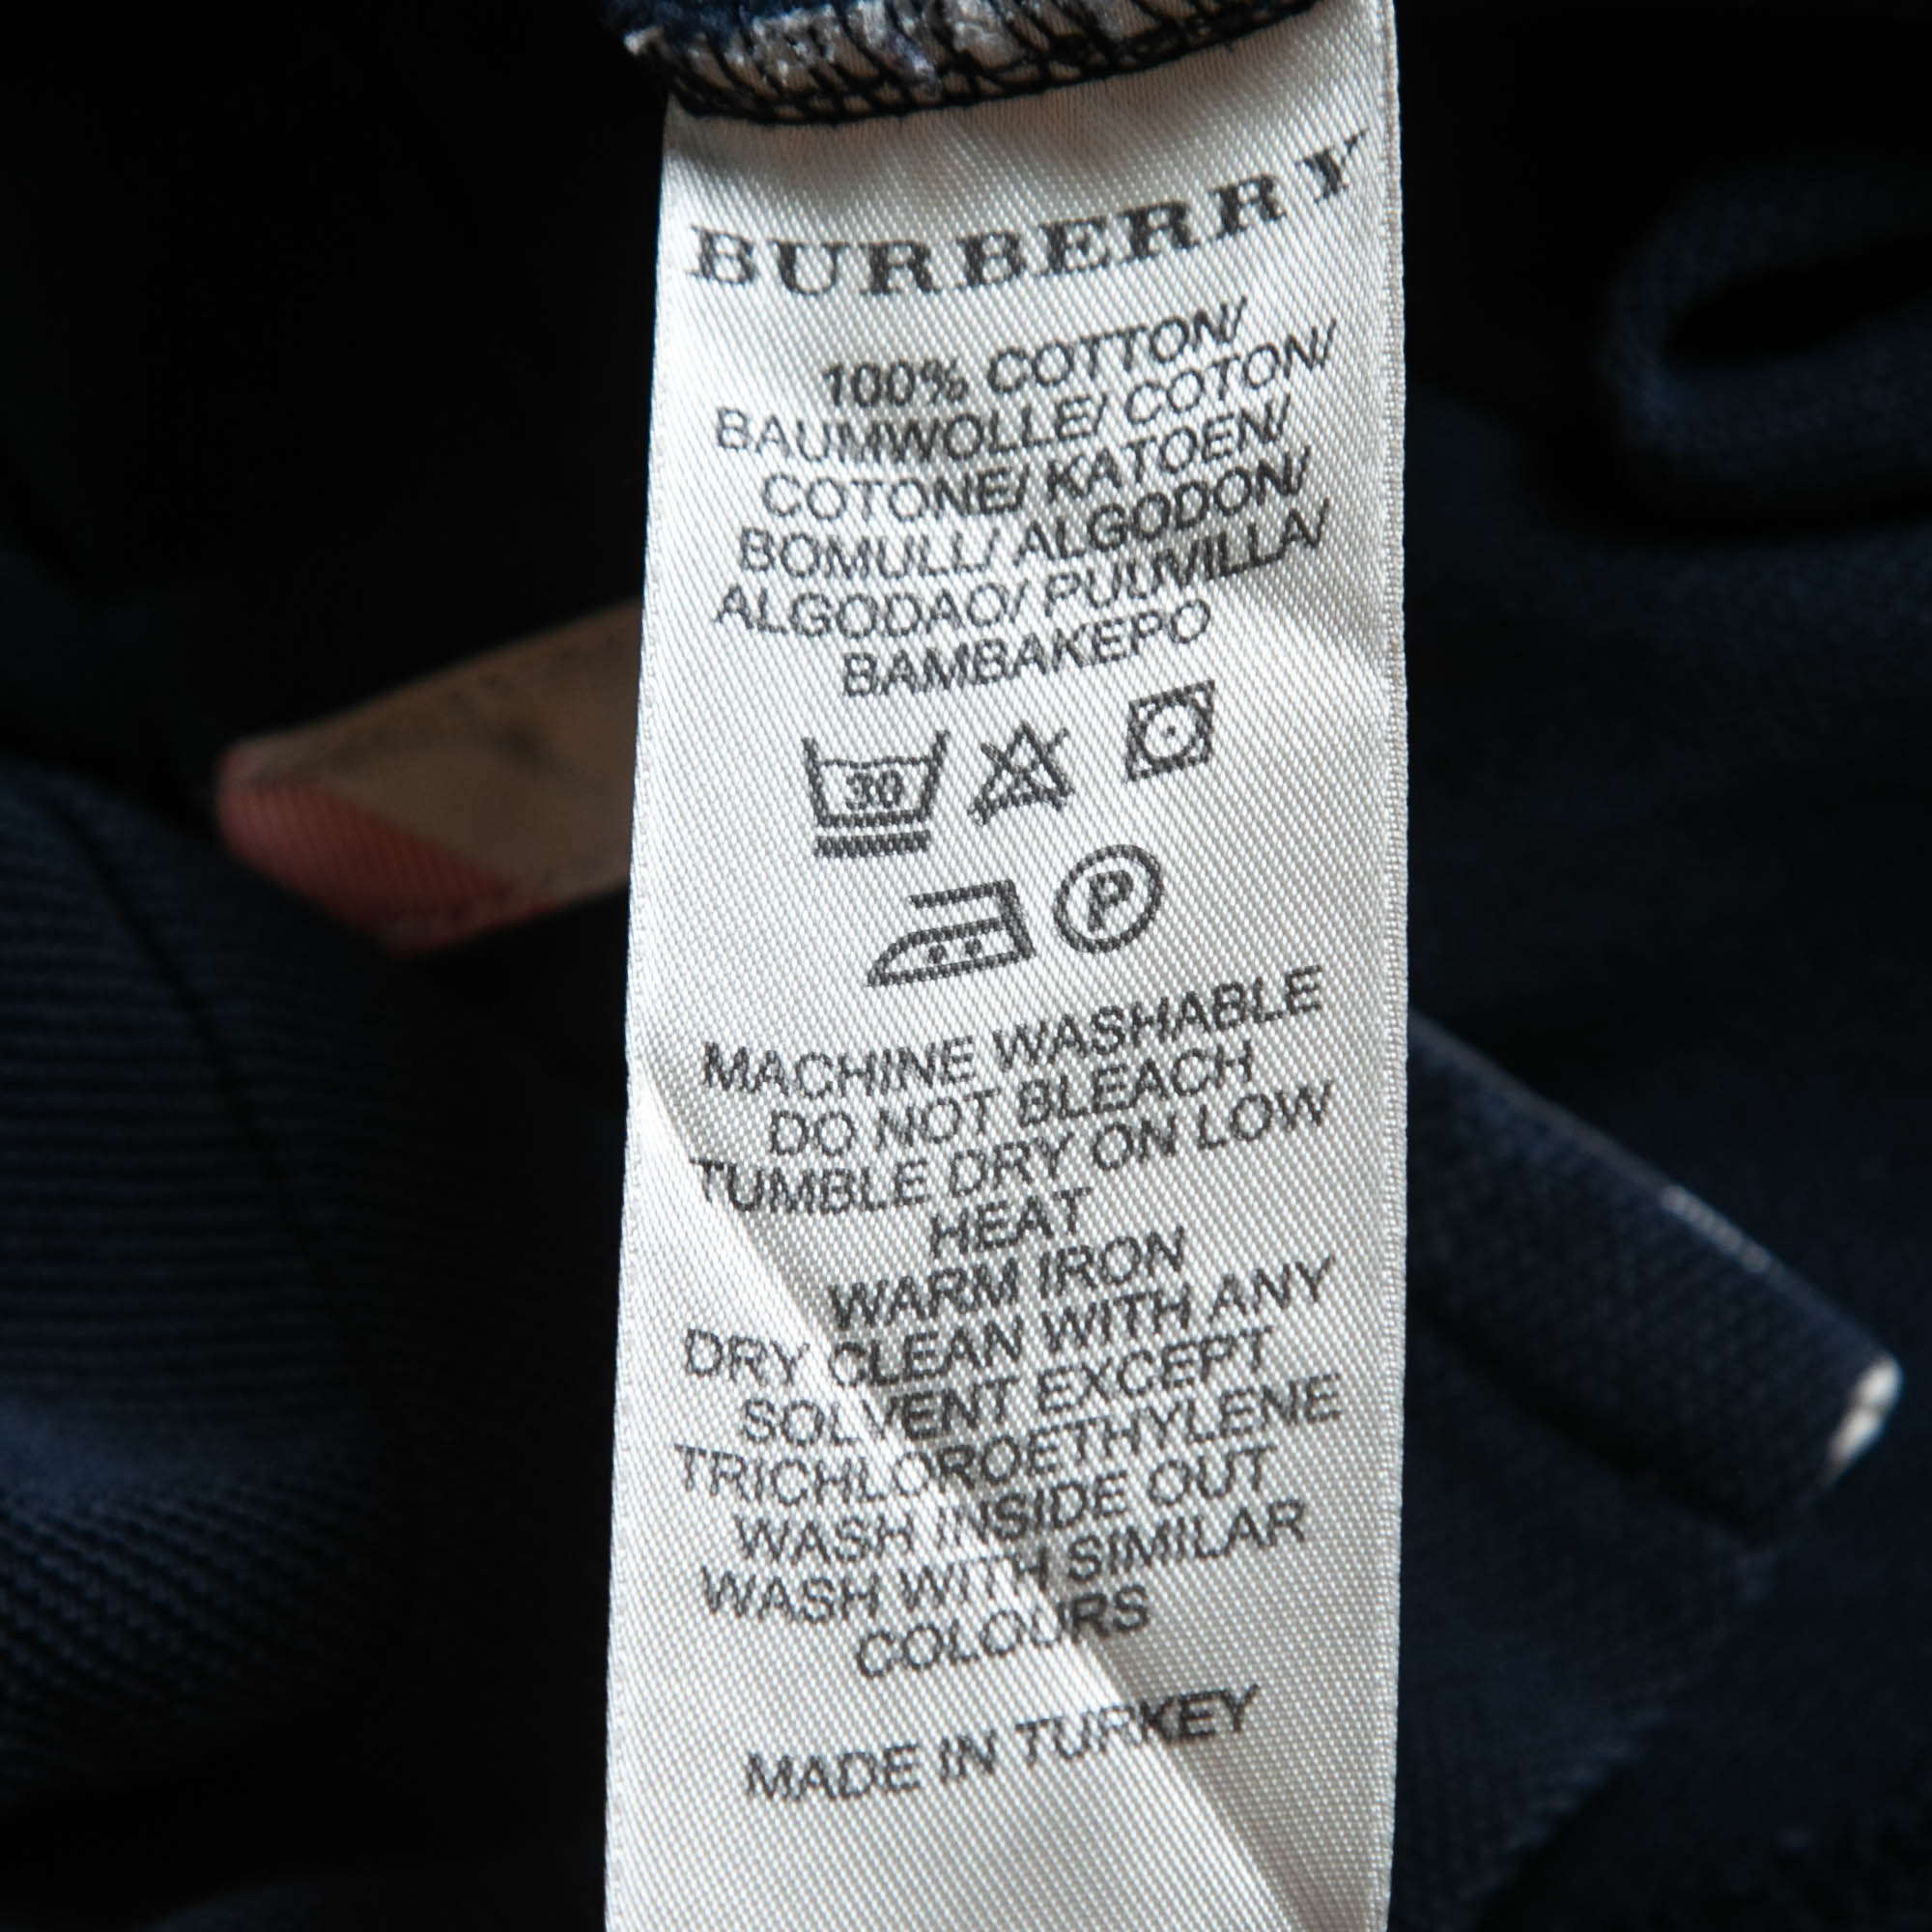 BURBERRY
100% COTTON/
BAUMWOLLE/ COTON/
COTONE/ KATOEN/
BOMULL/ ALGODON/
ALGODAO/ PUUVILLA/
BAMBAKEPO
30
P
MACHINE WASHABLE
DO NOT BLEACH
TUMBLE DRY ON LOW
HEAT
WARM IRON
DRY CLEAN WITH ANY
SOLVENT EXCEPT
TRICHLOROETHYLENE
WASH INSIDE OUT
WASH WITH SIMILAR
COLOURS
MADE IN TURKEY